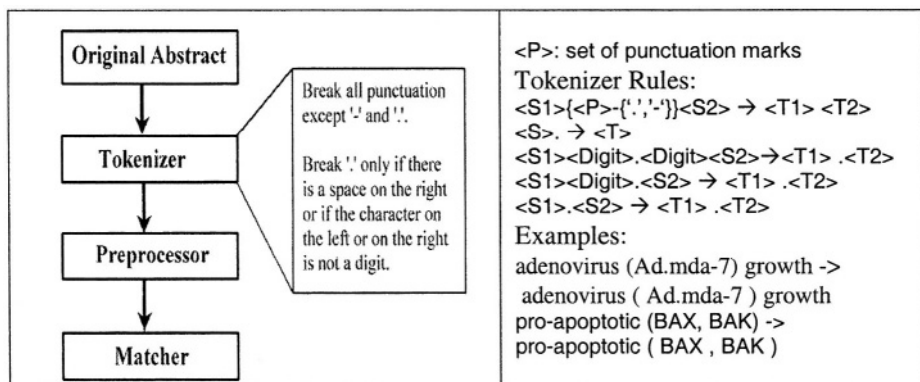 Original Abstract
Tokenizer
Preprocessor
Matcher
Break all punctuation
except '-' and '.'.
Break '.' only if there
is a space on the right
or if the character on
the left or on the right
is not a digit.
<P>: set of punctuation marks
Tokenizer Rules:
<S1>{<P>-{'.','-'}}<S2> → <T1> <T2>
<S>. → <T>
<S1><Digit>.<Digit><S2>→<T1> .<T2>
<S1><Digit>.<S2> → <T1> .<T2>
<S1>.<S2> → <T1> .<T2>
Examples:
adenovirus (Ad.mda-7) growth ->
adenovirus ( Ad.mda-7 ) growth
pro-apoptotic (BAX, BAK) ->
pro-apoptotic ( BAX , BAK )